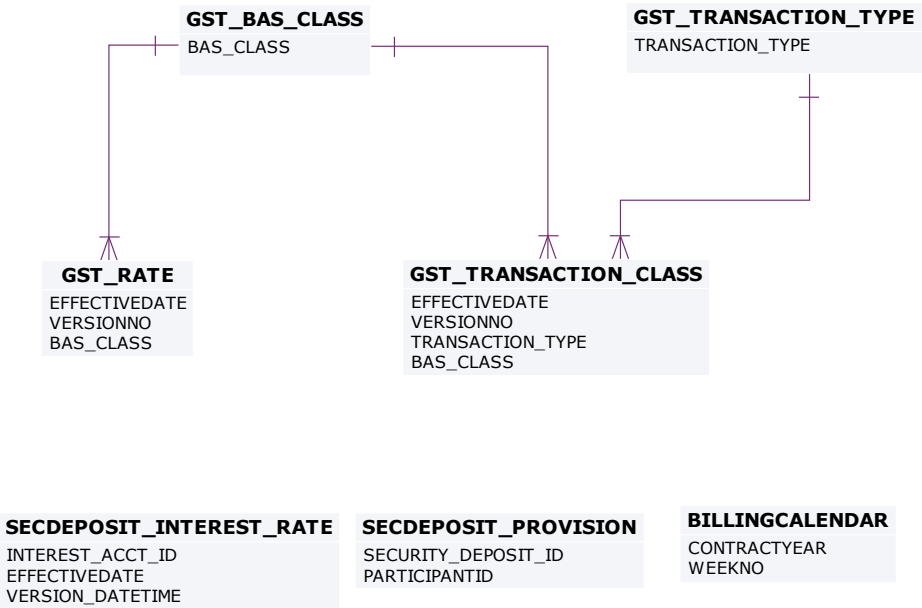 GST_BAS_CLASS
BAS_CLASS
GST_TRANSACTION_TYPE
TRANSACTION_TYPE
GST_RATE
EFFECTIVEDATE
VERSIONNO
BAS_CLASS
GST_TRANSACTION_CLASS
EFFECTIVEDATE
VERSIONNO
TRANSACTION_TYPE
BAS_CLASS
SECDEPOSIT_INTEREST_RATE
INTEREST_ACCT_ID
EFFECTIVEDATE
VERSION_DATETIME
SECDEPOSIT_PROVISION
SECURITY_DEPOSIT_ID
PARTICIPANTID
BILLINGCALENDAR
CONTRACTYEAR
WEEKNO